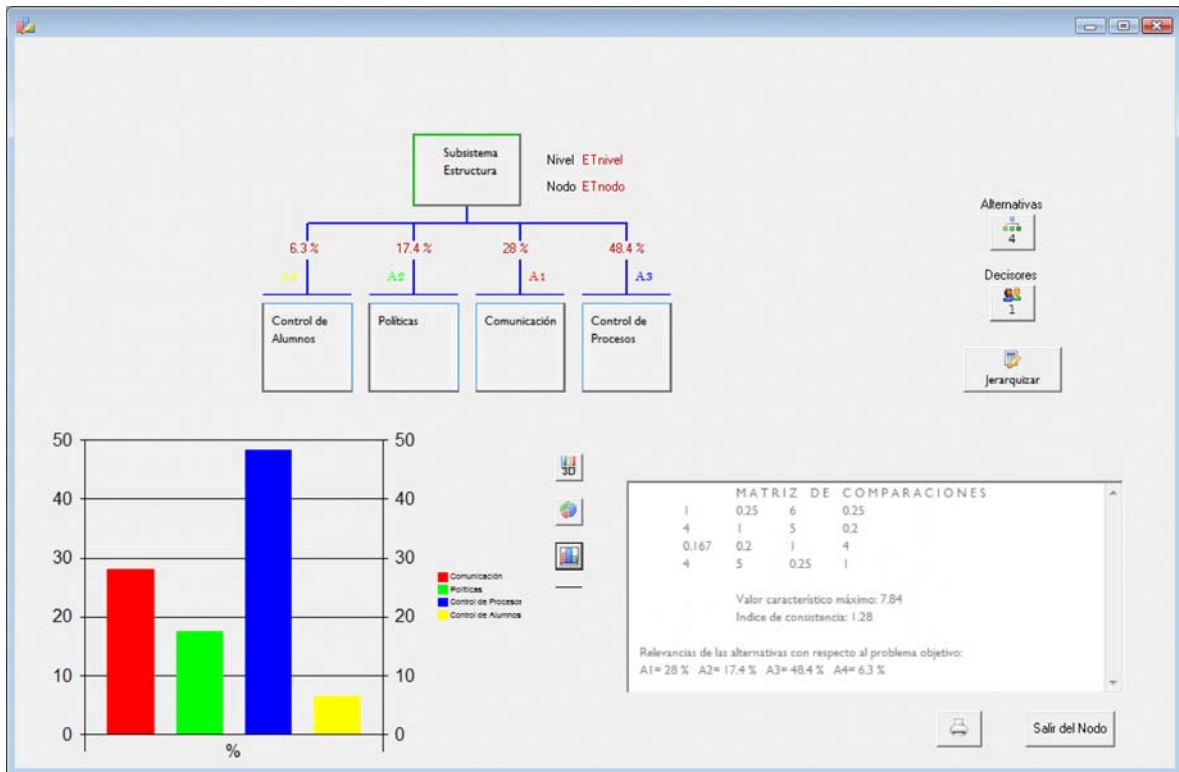 Subsistema
Estructura
Nivel ETnivel
Nodo ETnodo
Alternativas
4
Decisores
1
Jerarquizar
6.3 % 17.4 % 28 % 48.4 %
A4 A2 A1 A3
Control de
Alumnos
Políticas
Comunicación
Control de
Procesos
50 50
40 40
30 30
20 20
10 10
0 0
%
Comunicación
Políticas
Control de Procesos
Control de Alumnos
3D
MATRIZ DE COMPARACIONES
1 0.25 6 0.25
4 1 5 0.2
0.167 0.2 1 4
4 5 0.25 1
Valor característico máximo: 7.84
Indice de consistencia: 1.28
Relevancias de las alternativas con respecto al problema objetivo:
A1= 28 % A2= 17.4 % A3= 48.4 % A4= 6.3 %
Salir del Nodo